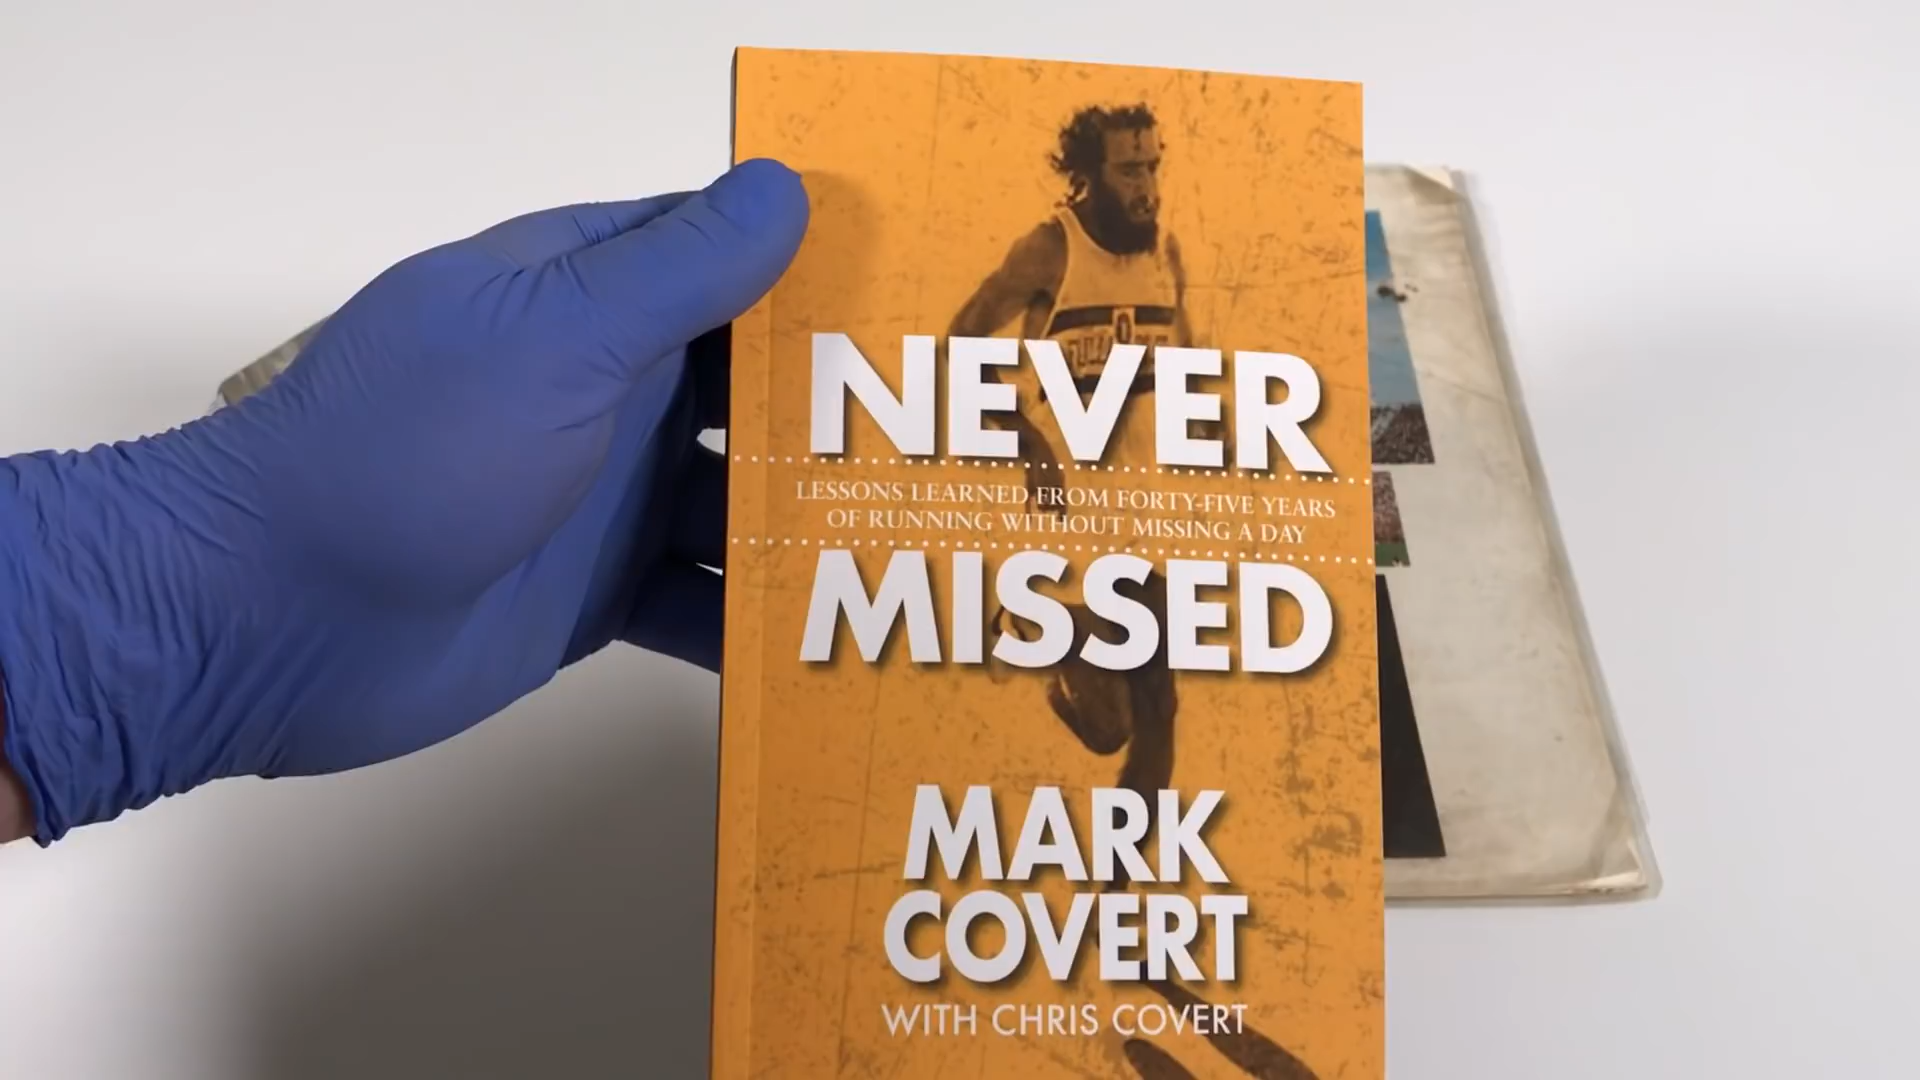 NEVER
LESSONS LEARNED FROM FORTY-FIVE YEARS
OF RUNNING WITHOUT MISSING A DAY
MISSED
MARK
COVERT
WITH CHRIS COVERT